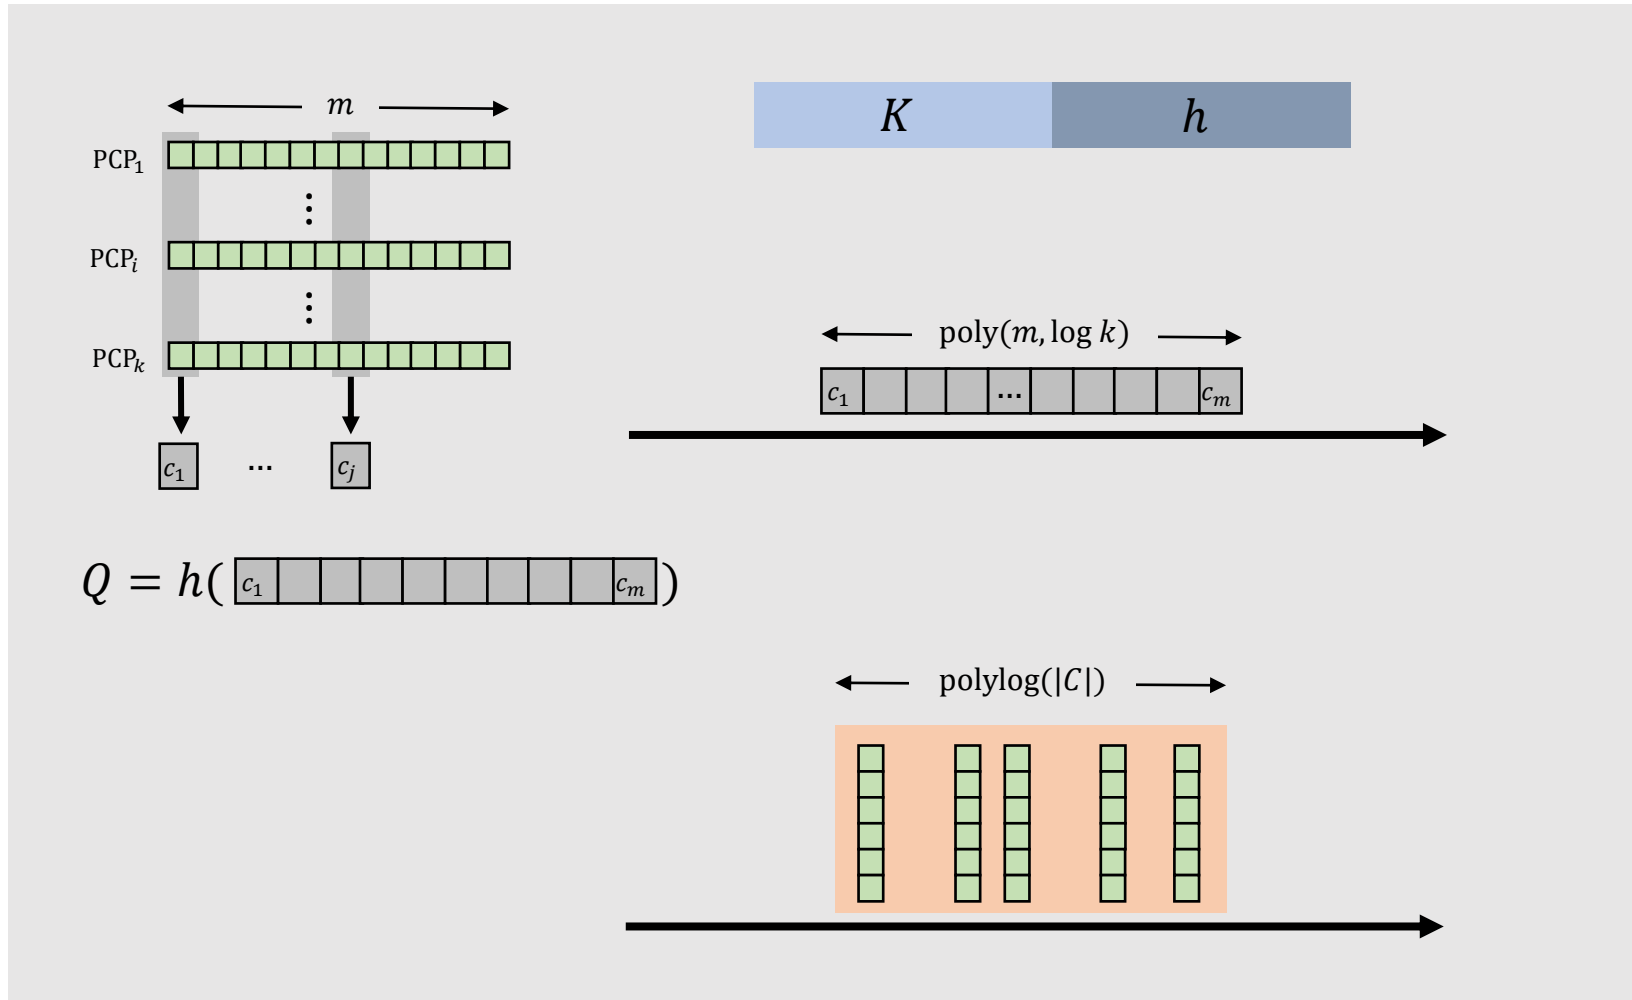 m
K h
PCP₁
⋮
PCPᵢ
⋮
PCPₖ
poly(m, log k)
c₁ ... cₘ
c₁ ... cⱼ
Q = h( c₁ cₘ )
polylog(|C|)